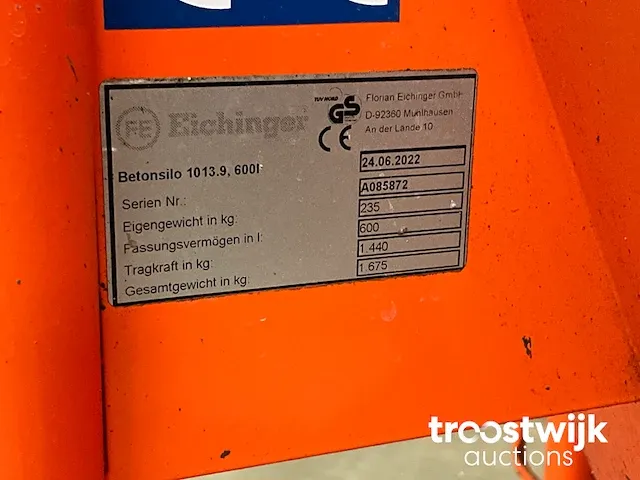 FE Eichinger
TUV NORD
GS
CE
Florian Eichinger GmbH
D-92360 Mühlhausen
An der Lände 10
Betonsilo 1013.9, 600l 24.06.2022
Serien Nr.: A085872
Eigengewicht in kg: 235
Fassungsvermögen in l: 600
Tragkraft in kg: 1.440
Gesamtgewicht in kg: 1.675
troostwijk
auctions